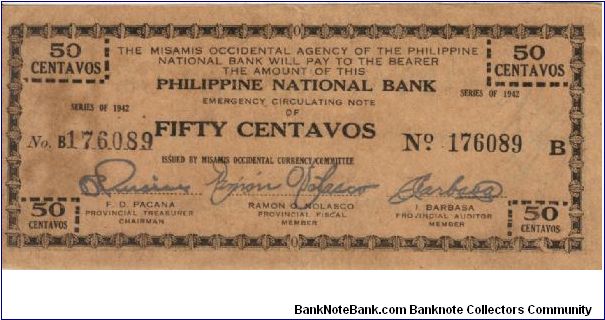 50 CENTAVOS
THE MISAMIS OCCIDENTAL AGENCY OF THE PHILIPPINE
NATIONAL BANK WILL PAY TO THE BEARER
THE AMOUNT OF THIS
50 CENTAVOS
PHILIPPINE NATIONAL BANK
SERIES OF 1942
EMERGENCY CIRCULATING NOTE
SERIES OF 1942
OF
No. B176089
FIFTY CENTAVOS
Nº 176089 B
ISSUED BY MISAMIS OCCIDENTAL CURRENCY COMMITTEE
Ramon O. Nolasco
Barbasa
F. D. PACANA
PROVINCIAL TREASURER
CHAIRMAN
RAMON O. NOLASCO
PROVINCIAL FISCAL
MEMBER
I. BARBASA
PROVINCIAL AUDITOR
MEMBER
50 CENTAVOS
50 CENTAVOS
BankNoteBank.com Banknote Collectors Community